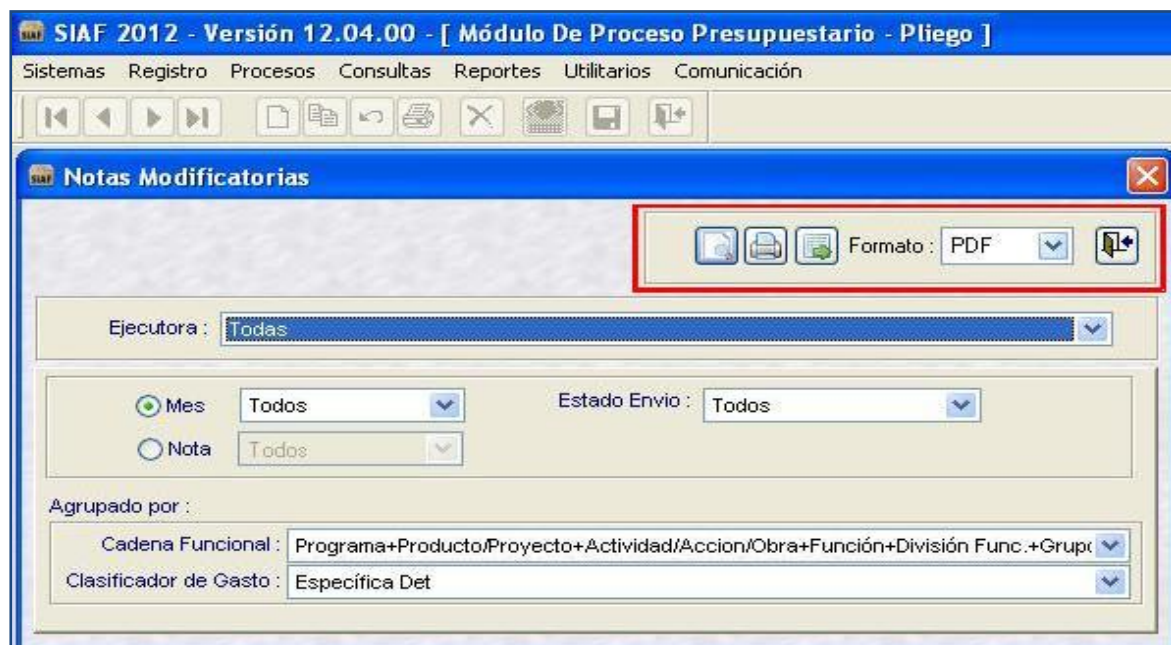 SIAF 2012 - Versión 12.04.00 - [ Módulo De Proceso Presupuestario - Pliego ]
Sistemas Registro Procesos Consultas Reportes Utilitarios Comunicación
Notas Modificatorias
Formato : PDF
Ejecutora : Todas
Mes Todos Estado Envio : Todos
Nota Todos
Agrupado por :
Cadena Funcional : Programa+Producto/Proyecto+Actividad/Accion/Obra+Función+División Func.+Grupo
Clasificador de Gasto : Específica Det